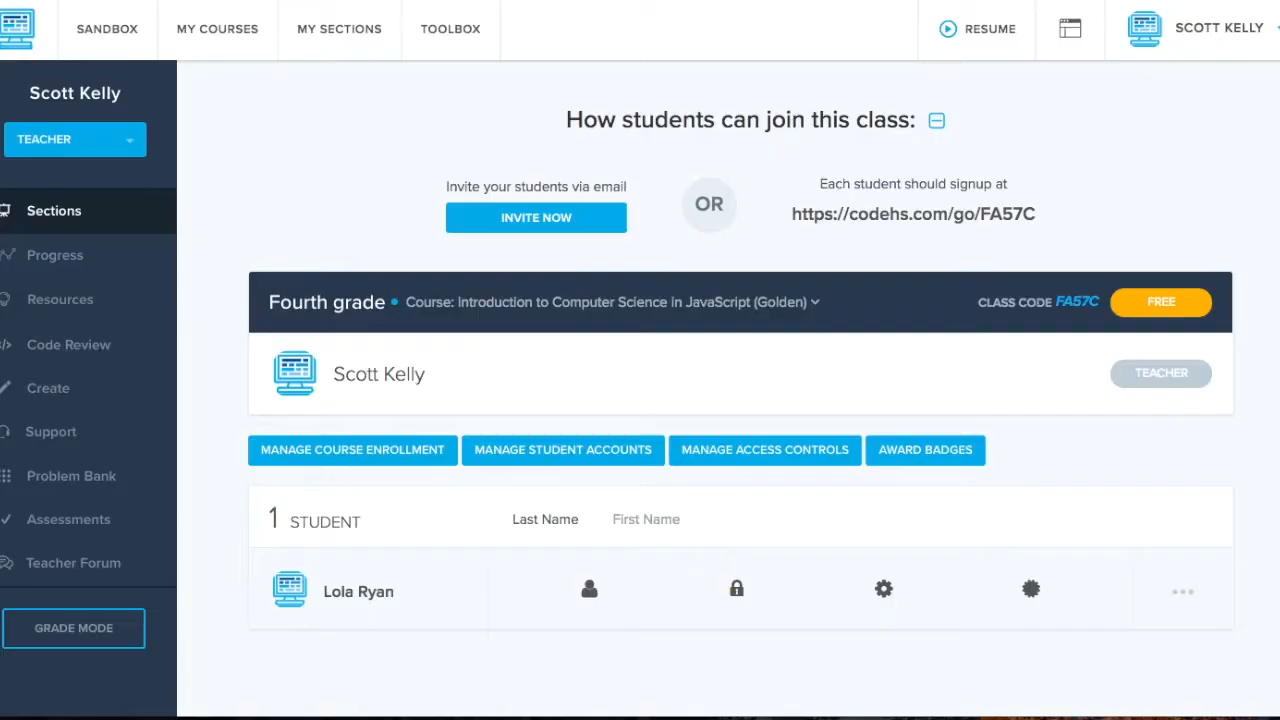 SANDBOX
MY COURSES
MY SECTIONS
TOOLBOX
RESUME
SCOTT KELLY
Scott Kelly
TEACHER
Sections
Progress
Resources
Code Review
Create
Support
Problem Bank
Assessments
Teacher Forum
GRADE MODE
How students can join this class:
Invite your students via email
INVITE NOW
OR
Each student should signup at
https://codehs.com/go/FA57C
Fourth grade • Course: Introduction to Computer Science in JavaScript (Golden)
CLASS CODE FA57C
FREE
Scott Kelly
TEACHER
MANAGE COURSE ENROLLMENT
MANAGE STUDENT ACCOUNTS
MANAGE ACCESS CONTROLS
AWARD BADGES
1 STUDENT
Last Name
First Name
Lola Ryan